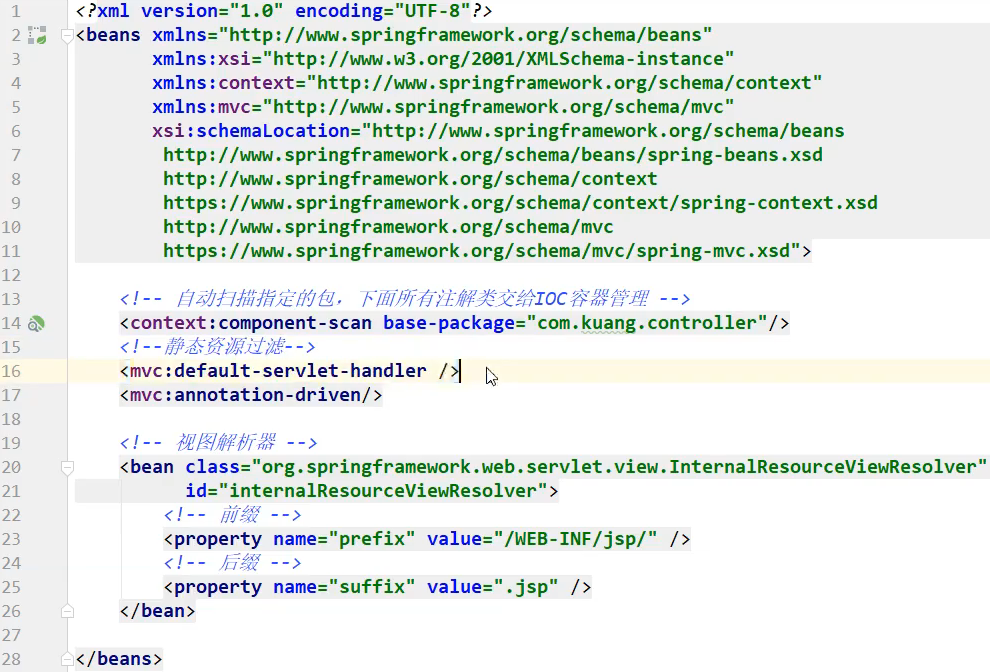 1 <?xml version="1.0" encoding="UTF-8"?>
2 <beans xmlns="http://www.springframework.org/schema/beans"
3 xmlns:xsi="http://www.w3.org/2001/XMLSchema-instance"
4 xmlns:context="http://www.springframework.org/schema/context"
5 xmlns:mvc="http://www.springframework.org/schema/mvc"
6 xsi:schemaLocation="http://www.springframework.org/schema/beans
7 http://www.springframework.org/schema/beans/spring-beans.xsd
8 http://www.springframework.org/schema/context
9 https://www.springframework.org/schema/context/spring-context.xsd
10 http://www.springframework.org/schema/mvc
11 https://www.springframework.org/schema/mvc/spring-mvc.xsd">
12
13 <!-- 自动扫描指定的包，下面所有注解类交给IOC容器管理 -->
14 <context:component-scan base-package="com.kuang.controller"/>
15 <!--静态资源过滤-->
16 <mvc:default-servlet-handler />
17 <mvc:annotation-driven/>
18
19 <!-- 视图解析器 -->
20 <bean class="org.springframework.web.servlet.view.InternalResourceViewResolver"
21 id="internalResourceViewResolver">
22 <!-- 前缀 -->
23 <property name="prefix" value="/WEB-INF/jsp/" />
24 <!-- 后缀 -->
25 <property name="suffix" value=".jsp" />
26 </bean>
27
28 </beans>